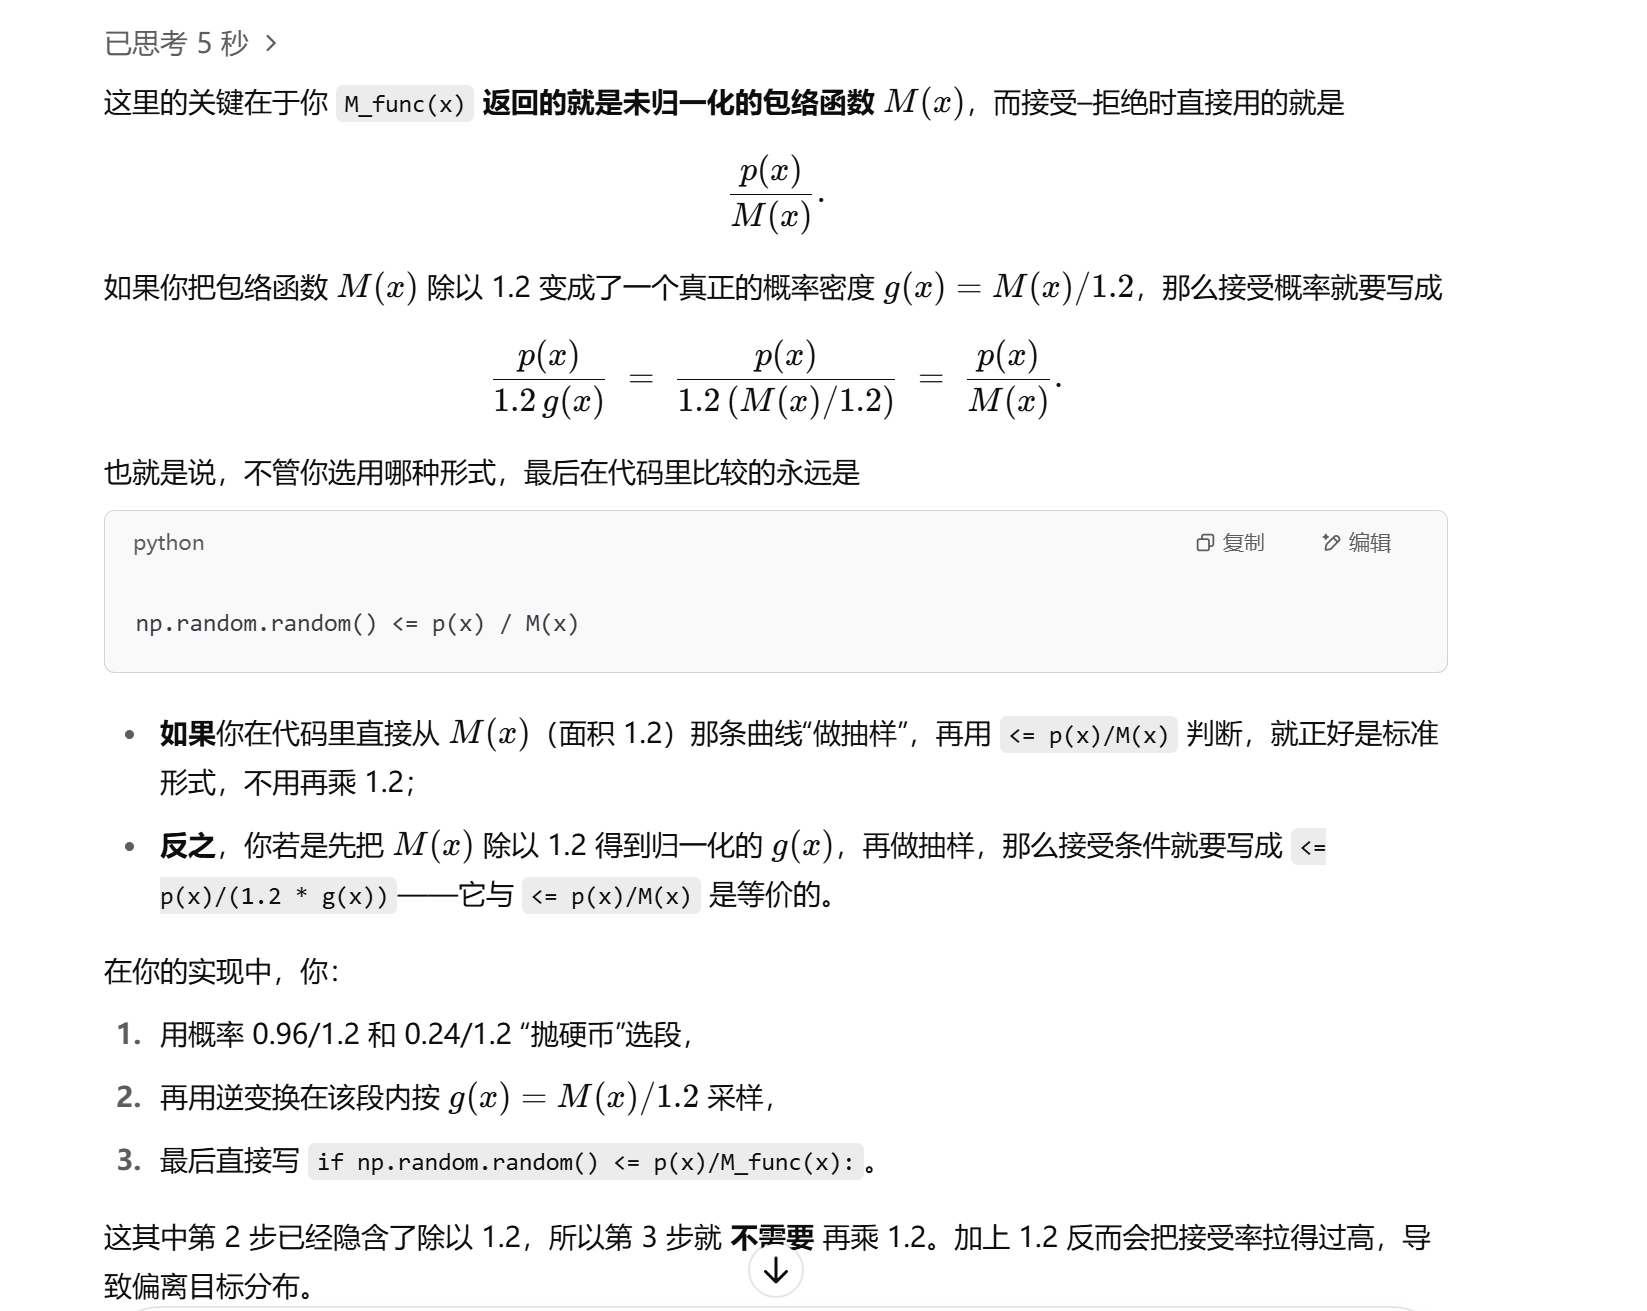 已思考 5 秒 >
这里的关键在于你 M_func(x) 返回的就是未归一化的包络函数 M(x)，而接受–拒绝时直接用的就是
p(x)/M(x).
如果你把包络函数 M(x) 除以 1.2 变成了一个真正的概率密度 g(x) = M(x)/1.2，那么接受概率就要写成
p(x)/(1.2 g(x)) = p(x)/(1.2 (M(x)/1.2)) = p(x)/M(x).
也就是说，不管你选用哪种形式，最后在代码里比较的永远是
python 复制 编辑
np.random.random() <= p(x) / M(x)
• 如果你在代码里直接从 M(x)（面积 1.2）那条曲线“做抽样”，再用 <= p(x)/M(x) 判断，就正好是标准
形式，不用再乘 1.2；
• 反之，你若是先把 M(x) 除以 1.2 得到归一化的 g(x)，再做抽样，那么接受条件就要写成 <=
p(x)/(1.2 * g(x))——它与 <= p(x)/M(x) 是等价的。
在你的实现中，你：
1. 用概率 0.96/1.2 和 0.24/1.2 “抛硬币”选段，
2. 再用逆变换在该段内按 g(x) = M(x)/1.2 采样，
3. 最后直接写 if np.random.random() <= p(x)/M_func(x): 。
这其中第 2 步已经隐含了除以 1.2，所以第 3 步就 不需要 再乘 1.2。加上 1.2 反而会把接受率拉得过高，导
致偏离目标分布。